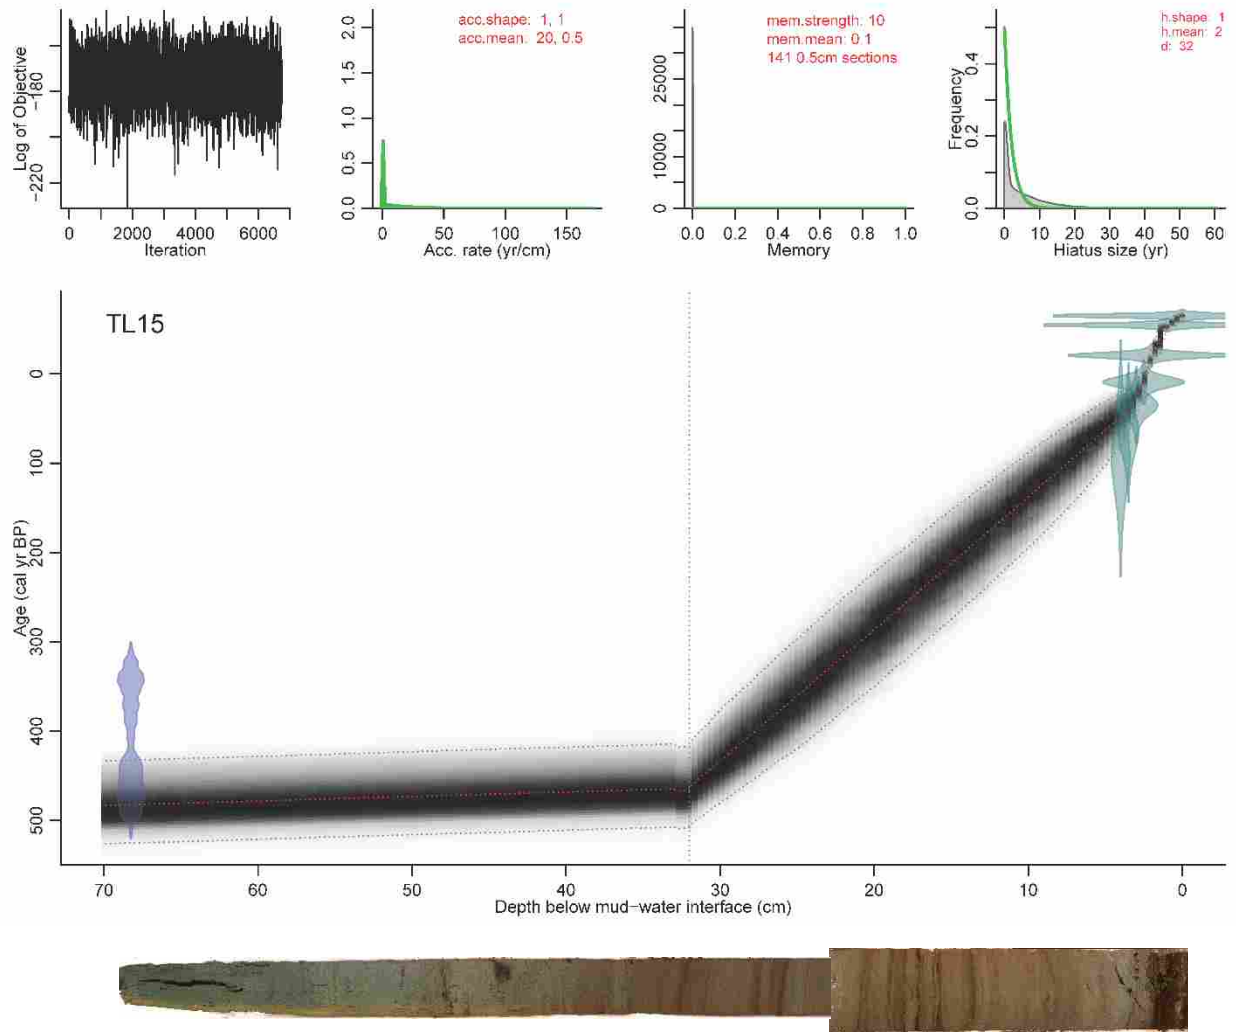 Log of Objective
−220
−180
0
2000
4000
6000
Iteration
acc.shape: 1, 1
acc.mean: 20, 0.5
0.0
0.5
1.0
1.5
2.0
0
50
100
150
Acc. rate (yr/cm)
mem.strength: 10
mem.mean: 0.1
141 0.5cm sections
0
10000
25000
0.0
0.2
0.4
0.6
0.8
1.0
Memory
h.shape: 1
h.mean: 2
d: 32
Frequency
0.0
0.2
0.4
0
10
20
30
40
50
60
Hiatus size (yr)
TL15
Age (cal yr BP)
0
100
200
300
400
500
70
60
50
40
30
20
10
0
Depth below mud−water interface (cm)